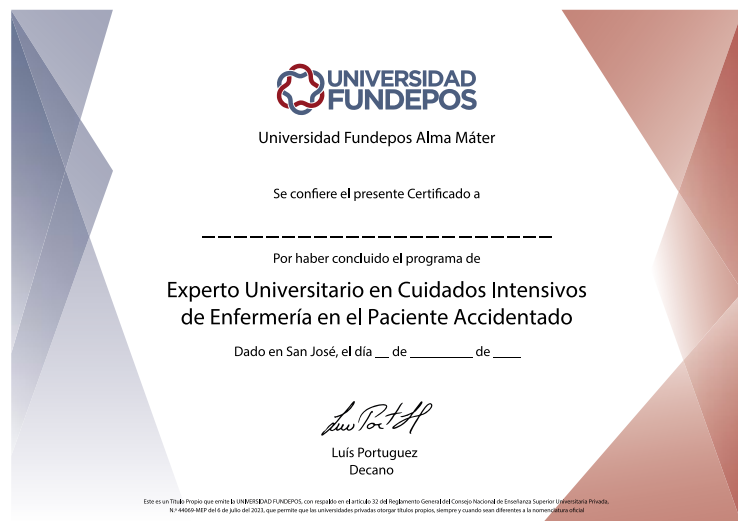 UNIVERSIDAD
FUNDEPOS
Universidad Fundepos Alma Máter
Se confiere el presente Certificado a
Por haber concluido el programa de
Experto Universitario en Cuidados Intensivos
de Enfermería en el Paciente Accidentado
Dado en San José, el día __ de ________ de ____
Luís Portuguez
Decano
Este es un Título Propio que emite la UNIVERSIDAD FUNDEPOS, con respaldo en el articulo 32 del Reglamento General del Consejo Nacional de Enseñanza Superior Universitaria Privada,
N.º 44069-MEP del 6 de julio del 2023, que permite que las universidades privadas otorgar títulos propios, siempre y cuando sean diferentes a la nomenclatura oficial